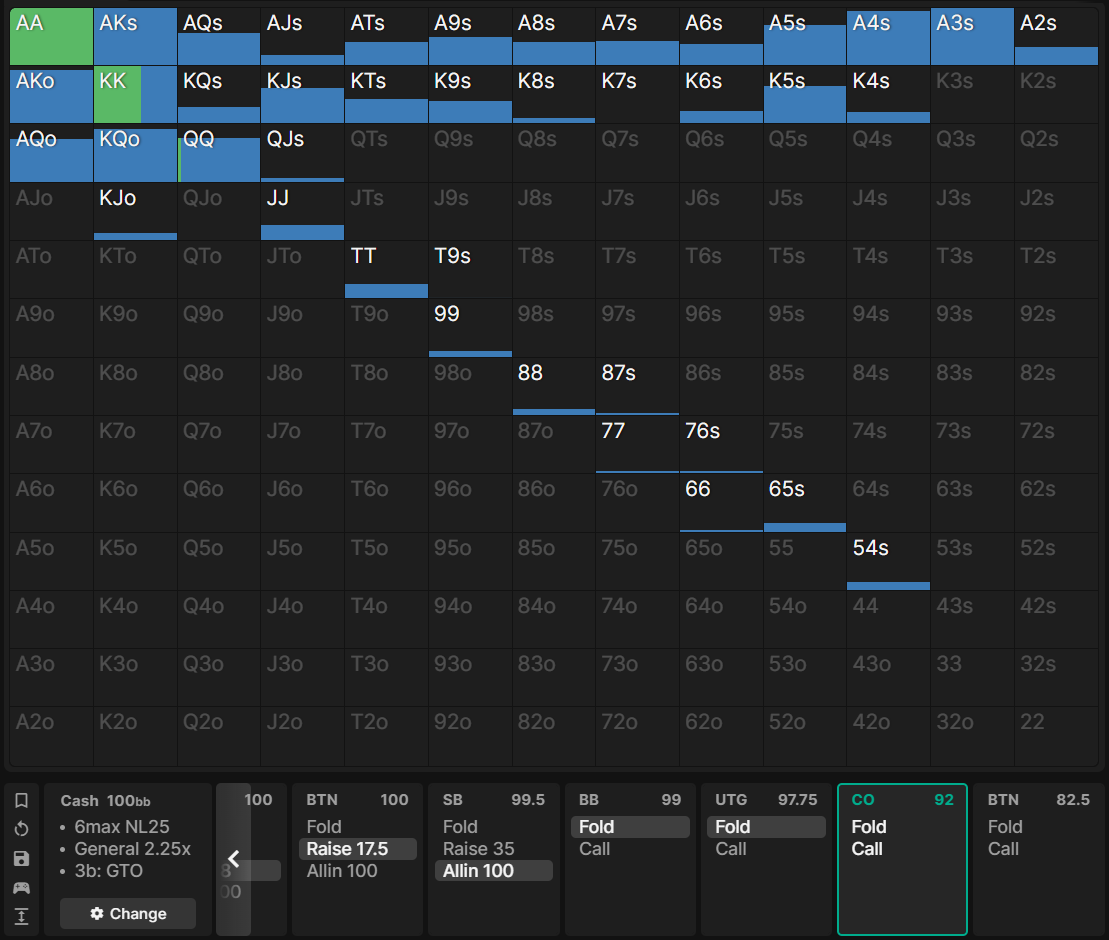 AA AKs AQs AJs ATs A9s A8s A7s A6s A5s A4s A3s A2s
AKo KK KQs KJs KTs K9s K8s K7s K6s K5s K4s K3s K2s
AQo KQo QQ QJs QTs Q9s Q8s Q7s Q6s Q5s Q4s Q3s Q2s
AJo KJo QJo JJ JTs J9s J8s J7s J6s J5s J4s J3s J2s
ATo KTo QTo JTo TT T9s T8s T7s T6s T5s T4s T3s T2s
A9o K9o Q9o J9o T9o 99 98s 97s 96s 95s 94s 93s 92s
A8o K8o Q8o J8o T8o 98o 88 87s 86s 85s 84s 83s 82s
A7o K7o Q7o J7o T7o 97o 87o 77 76s 75s 74s 73s 72s
A6o K6o Q6o J6o T6o 96o 86o 76o 66 65s 64s 63s 62s
A5o K5o Q5o J5o T5o 95o 85o 75o 65o 55 54s 53s 52s
A4o K4o Q4o J4o T4o 94o 84o 74o 64o 54o 44 43s 42s
A3o K3o Q3o J3o T3o 93o 83o 73o 63o 53o 43o 33 32s
A2o K2o Q2o J2o T2o 92o 82o 72o 62o 52o 42o 32o 22
Cash 100bb
• 6max NL25
• General 2.25x
• 3b: GTO
Change
100
8
00
BTN 100
Fold
Raise 17.5
Allin 100
SB 99.5
Fold
Raise 35
Allin 100
BB 99
Fold
Call
UTG 97.75
Fold
Call
CO 92
Fold
Call
BTN 82.5
Fold
Call